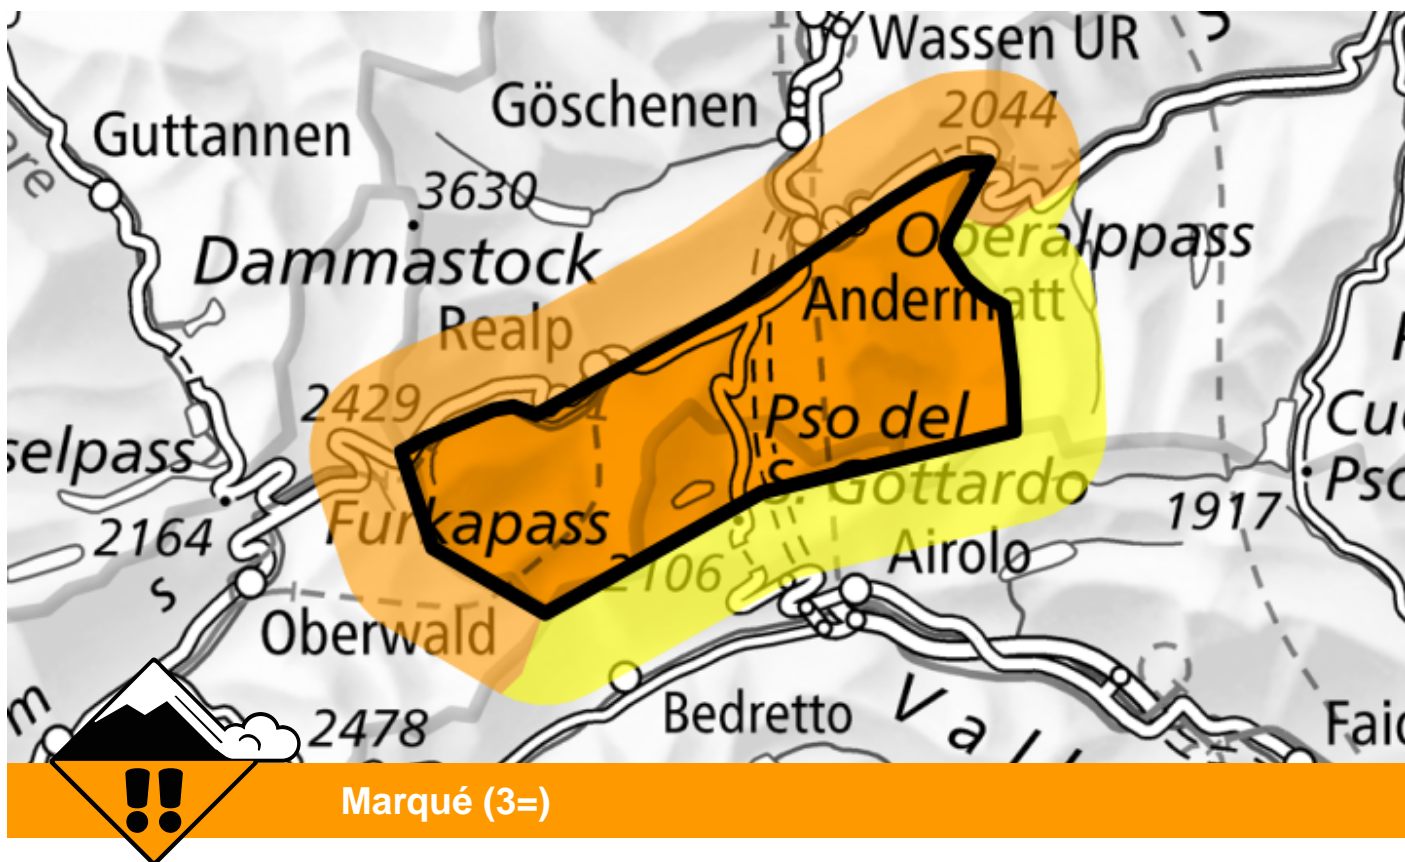 Wassen UR
Göschenen
2044
Guttannen
3630
Oberalppass
Dammastock
Andermatt
Realp
2429
Pso del
selpass
S. Gottardo
Pso
1917
2164
Furkapass
Airolo
2106
Oberwald
Bedretto
2478
Marqué (3=)